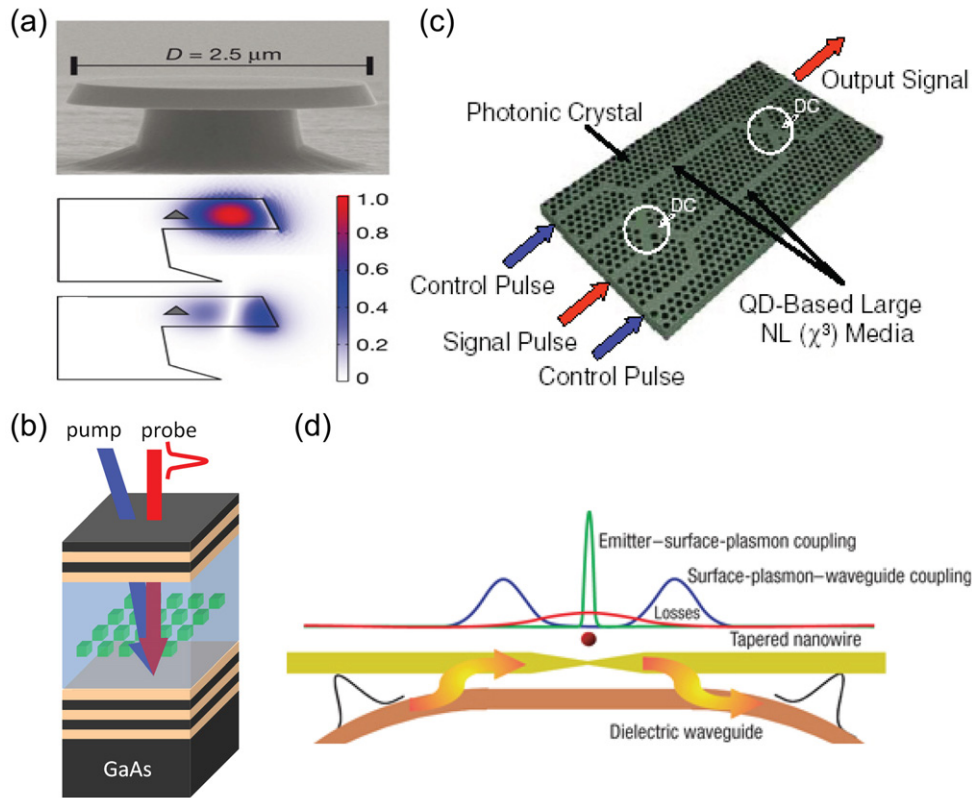 (a)
D = 2.5 μm
1.0
0.8
0.6
0.4
0.2
0
(b)
pump
probe
GaAs
(c)
Output Signal
DC
Photonic Crystal
DC
Control Pulse
Signal Pulse
Control Pulse
QD-Based Large
NL (χ³) Media
(d)
Emitter–surface-plasmon coupling
Surface-plasmon–waveguide coupling
Losses
Tapered nanowire
Dielectric waveguide